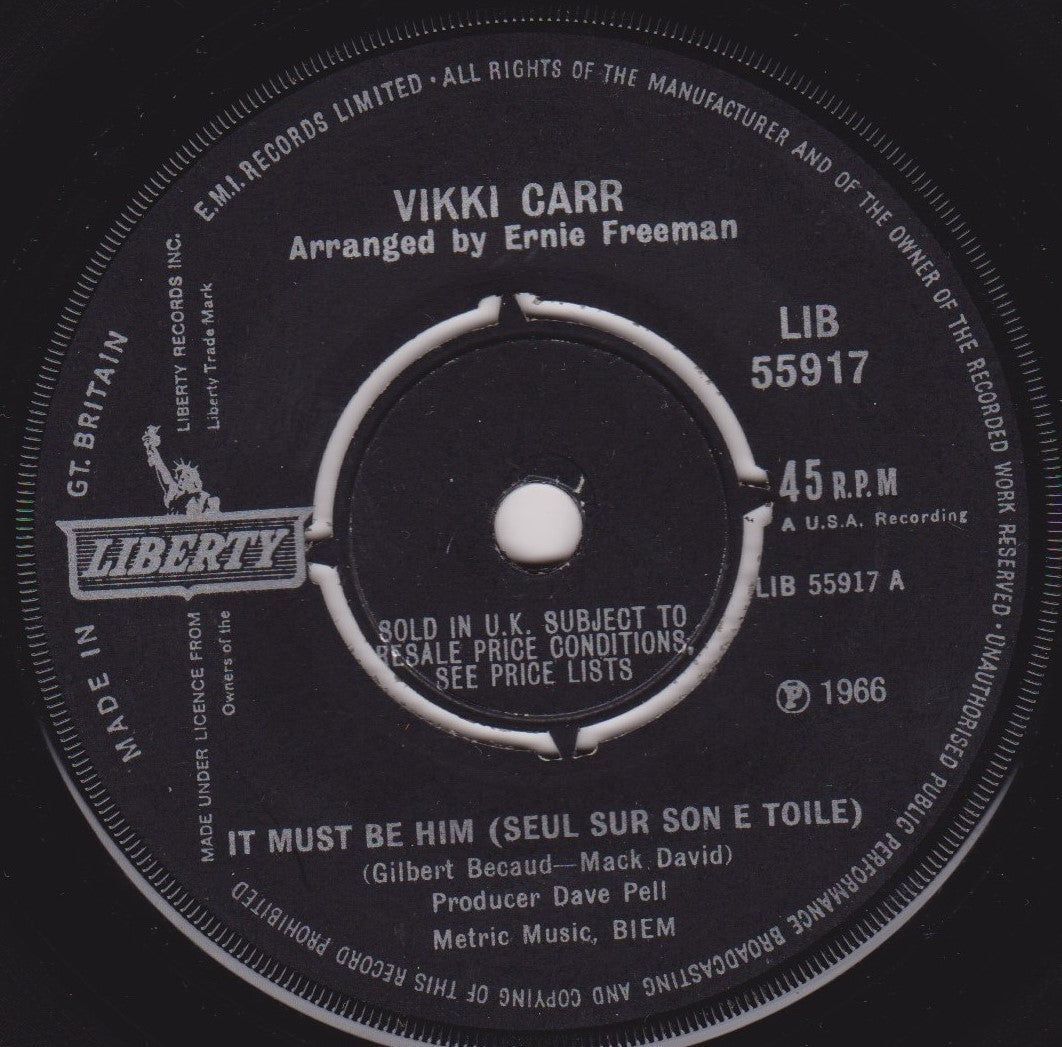 E.M.I. RECORDS LIMITED · ALL RIGHTS OF THE MANUFACTURER AND OF THE OWNER OF THE RECORDED WORK RESERVED · UNAUTHORISED PUBLIC PERFORMANCE BROADCASTING AND COPYING OF THIS RECORD PROHIBITED
VIKKI CARR
Arranged by Ernie Freeman
LIB
55917
45 R.P.M
A U.S.A. Recording
LIB 55917 A
℗ 1966
MADE IN GT. BRITAIN
LIBERTY RECORDS INC.
Liberty Trade Mark
LIBERTY
MADE UNDER LICENCE FROM
Owners of the
SOLD IN U.K. SUBJECT TO
RESALE PRICE CONDITIONS,
SEE PRICE LISTS
IT MUST BE HIM (SEUL SUR SON E TOILE)
(Gilbert Becaud—Mack David)
Producer Dave Pell
Metric Music, BIEM